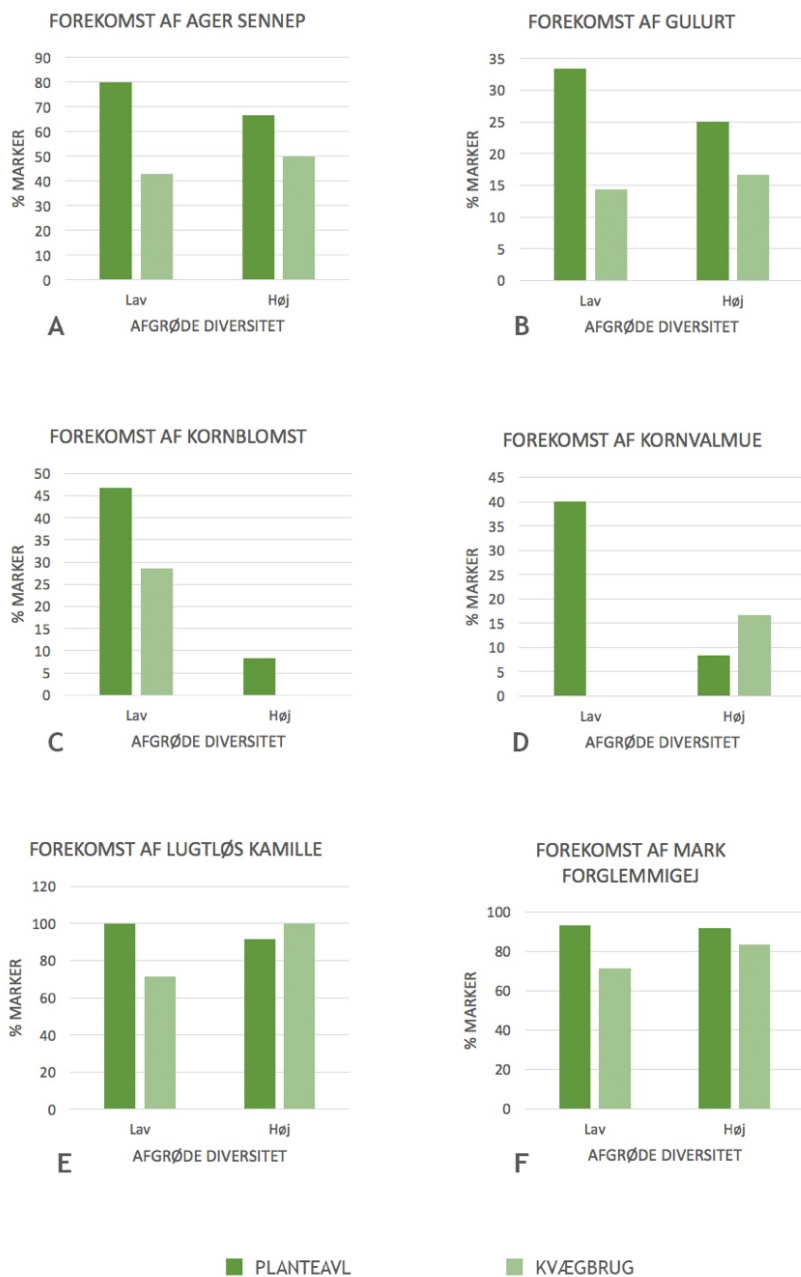 FOREKOMST AF AGER SENNEP
90
80
70
60
50
40
30
20
10
0
% MARKER
Lav
Høj
AFGRØDE DIVERSITET
A
FOREKOMST AF GULURT
35
30
25
20
15
10
5
0
% MARKER
Lav
Høj
AFGRØDE DIVERSITET
B
FOREKOMST AF KORNBLOMST
50
45
40
35
30
25
20
15
10
5
0
% MARKER
Lav
Høj
AFGRØDE DIVERSITET
C
FOREKOMST AF KORNVALMUE
45
40
35
30
25
20
15
10
5
0
% MARKER
Lav
Høj
AFGRØDE DIVERSITET
D
FOREKOMST AF LUGTLØS KAMILLE
120
100
80
60
40
20
0
% MARKER
Lav
Høj
AFGRØDE DIVERSITET
E
FOREKOMST AF MARK
FORGLEMMIGEJ
100
80
60
40
20
0
% MARKER
Lav
Høj
AFGRØDE DIVERSITET
F
PLANTEAVL
KVÆGBRUG